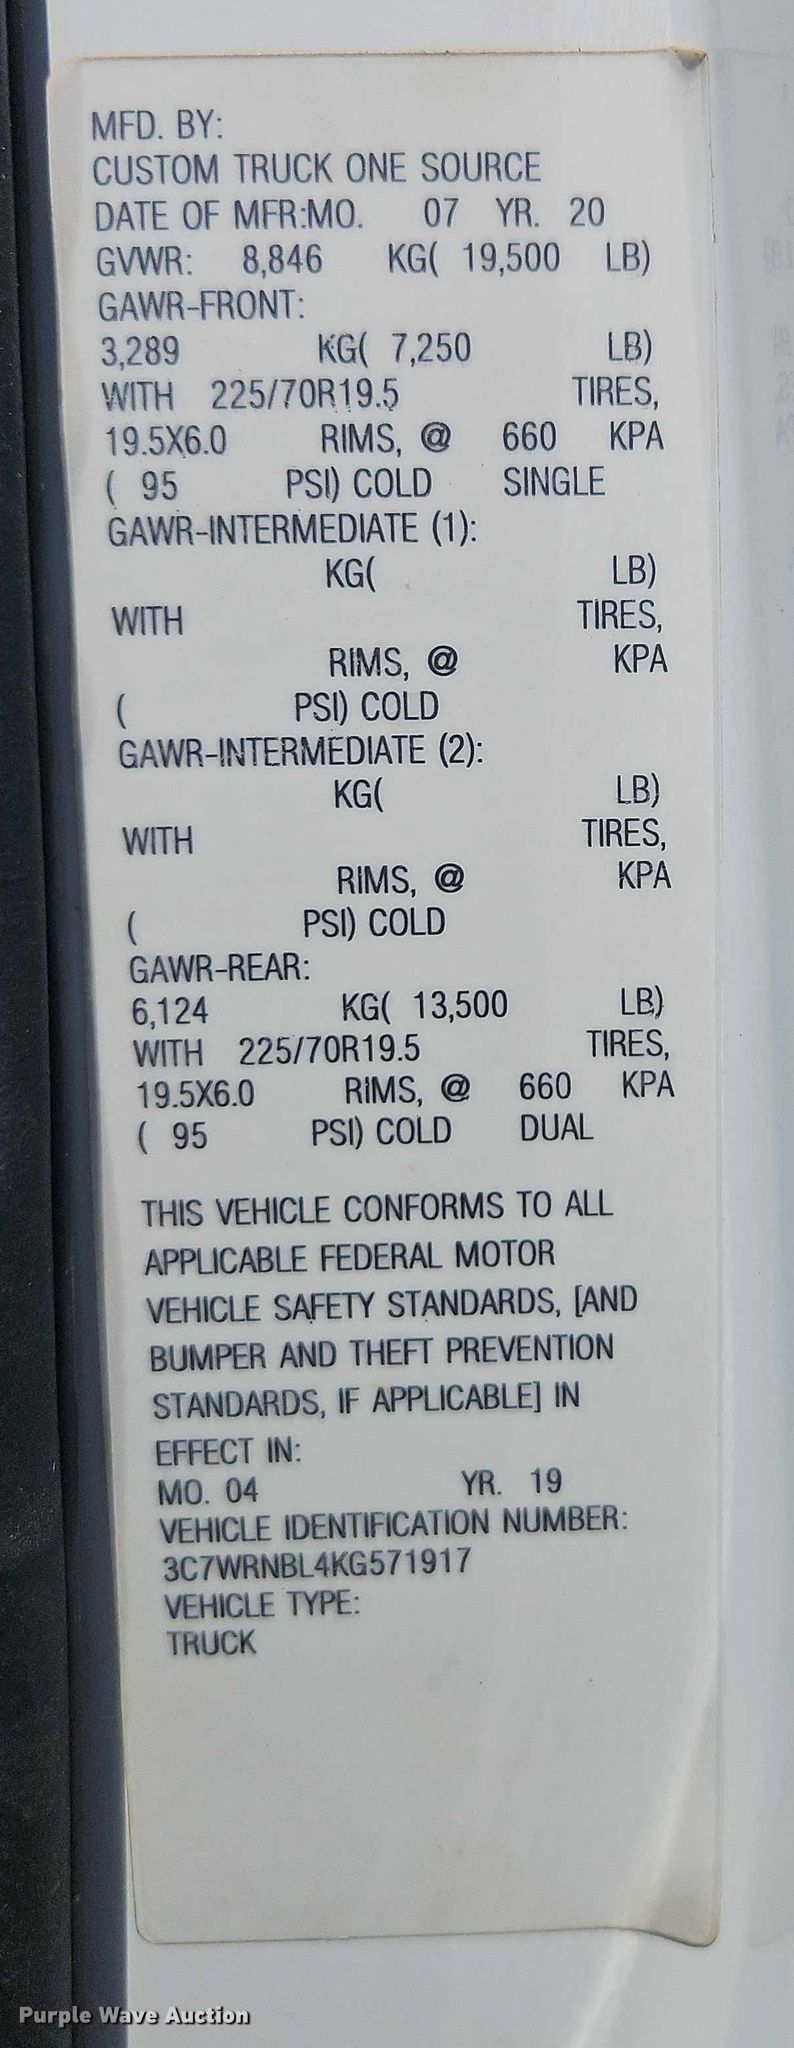 MFD. BY:
CUSTOM TRUCK ONE SOURCE
DATE OF MFR:MO. 07 YR. 20
GVWR: 8,846 KG( 19,500 LB)
GAWR-FRONT:
3,289 KG( 7,250 LB)
WITH 225/70R19.5 TIRES,
19.5X6.0 RIMS, @ 660 KPA
( 95 PSI) COLD SINGLE
GAWR-INTERMEDIATE (1):
KG( LB)
WITH TIRES,
RIMS, @ KPA
( PSI) COLD
GAWR-INTERMEDIATE (2):
KG( LB)
WITH TIRES,
RIMS, @ KPA
( PSI) COLD
GAWR-REAR:
6,124 KG( 13,500 LB)
WITH 225/70R19.5 TIRES,
19.5X6.0 RIMS, @ 660 KPA
( 95 PSI) COLD DUAL
THIS VEHICLE CONFORMS TO ALL
APPLICABLE FEDERAL MOTOR
VEHICLE SAFETY STANDARDS, [AND
BUMPER AND THEFT PREVENTION
STANDARDS, IF APPLICABLE] IN
EFFECT IN:
MO. 04 YR. 19
VEHICLE IDENTIFICATION NUMBER:
3C7WRNBL4KG571917
VEHICLE TYPE:
TRUCK
Purple Wave Auction